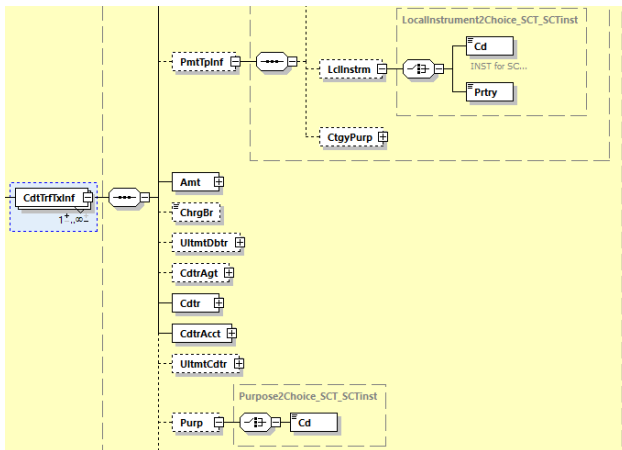 LocalInstrument2Choice_SCT_SCTinst
Cd
INST for SC...
PmtTpInf
LclInstrm
Prtry
CtgyPurp
Amt
CdtTrfTxInf
1..∞
ChrgBr
UltmtDbtr
CdtrAgt
Cdtr
CdtrAcct
UltmtCdtr
Purpose2Choice_SCT_SCTinst
Purp
Cd